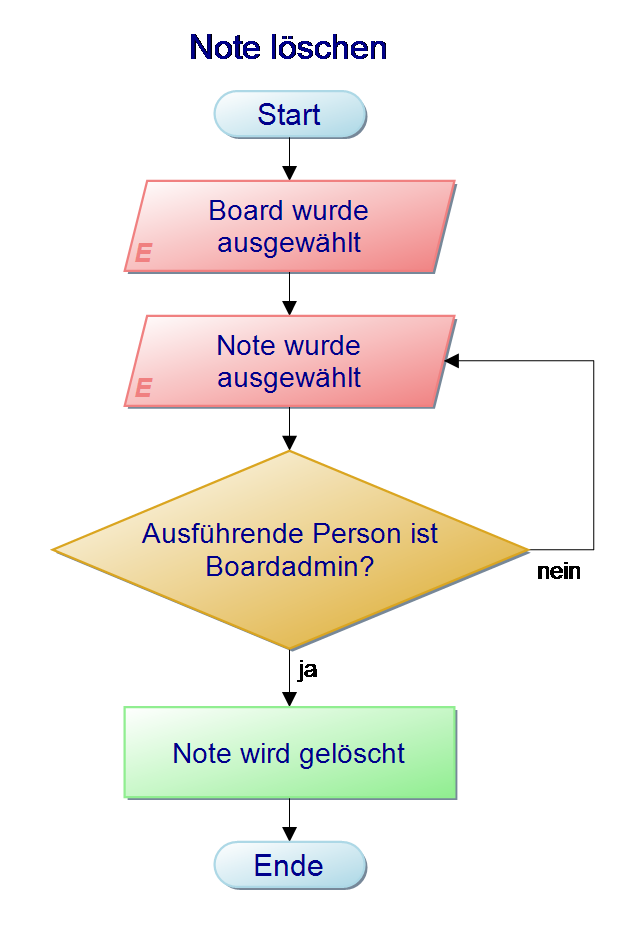 Note löschen
Start
Board wurde
ausgewählt
E
Note wurde
ausgewählt
E
Ausführende Person ist
Boardadmin?
nein
ja
Note wird gelöscht
Ende